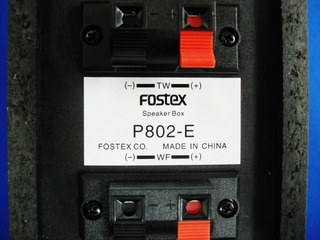 (-) TW (+)
Fostex
Speaker Box
P802-E
FOSTEX CO. MADE IN CHINA
(-) WF (+)
- +